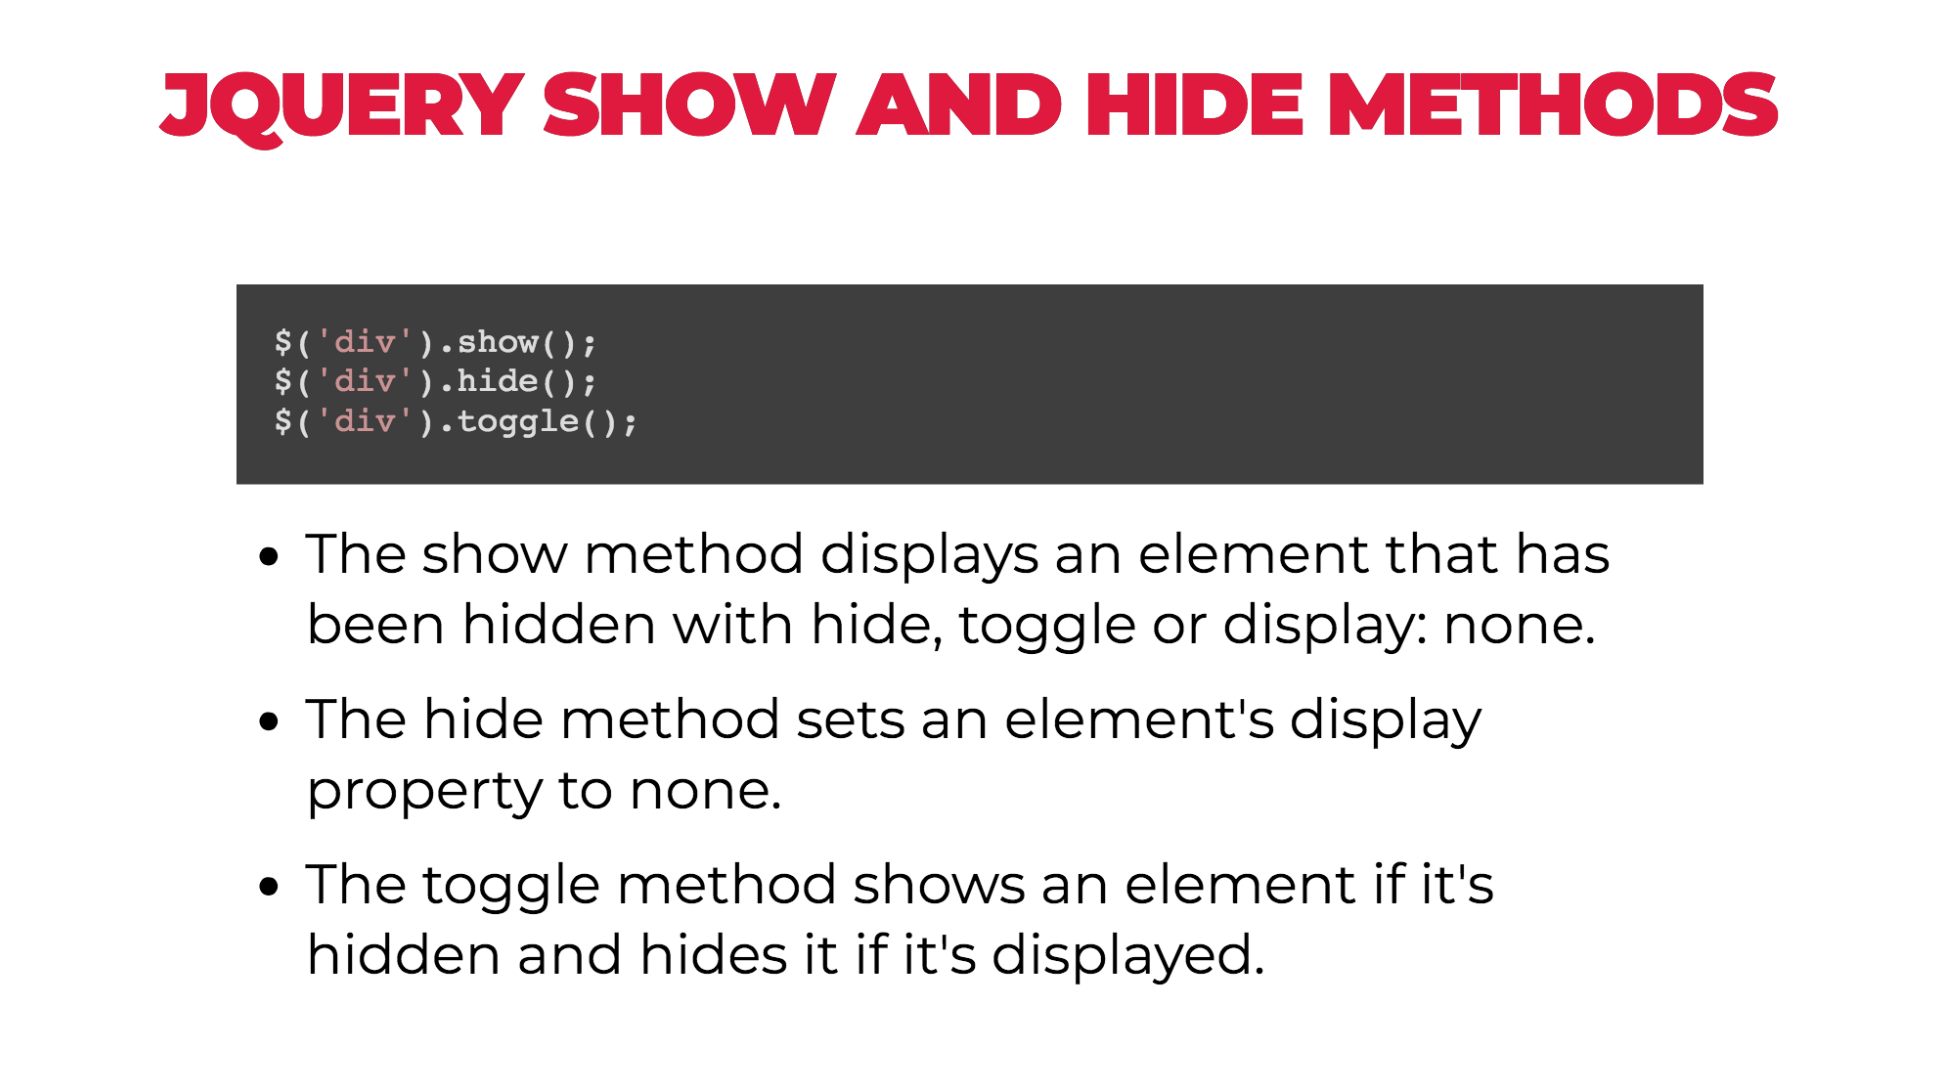 JQUERY SHOW AND HIDE METHODS
$('div').show();
$('div').hide();
$('div').toggle();
• The show method displays an element that has
been hidden with hide, toggle or display: none.
• The hide method sets an element's display
property to none.
• The toggle method shows an element if it's
hidden and hides it if it's displayed.